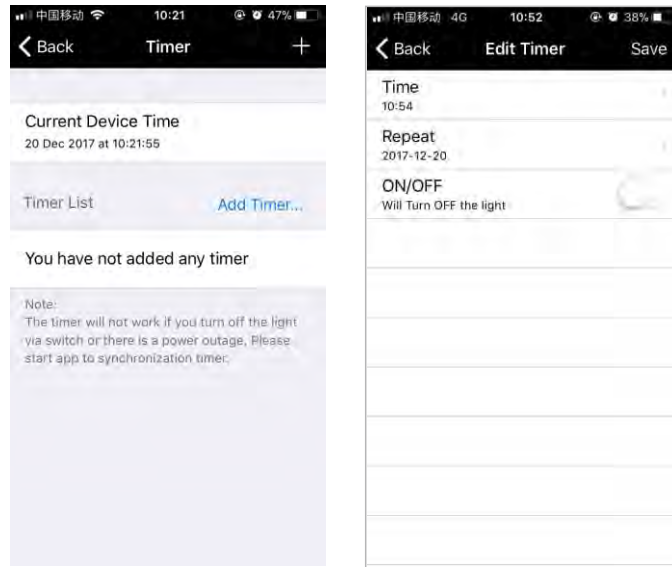 中国移动 10:21 47%
Back Timer +
Current Device Time
20 Dec 2017 at 10:21:55
Timer List Add Timer...
You have not added any timer
Note:
The timer will not work if you turn off the light
via switch or there is a power outage, Please
start app to synchronization timer.
中国移动 4G 10:52 38%
Back Edit Timer Save
Time
10:54
Repeat
2017-12-20
ON/OFF
Will Turn OFF the light